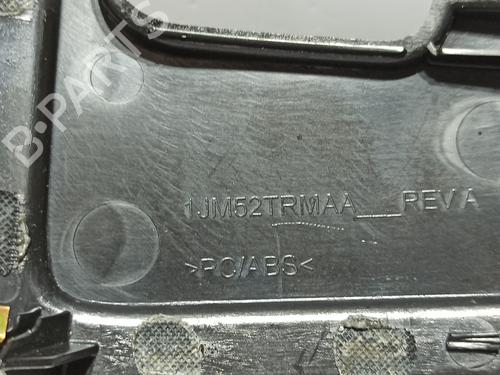 B-PARTS
1JM52TRMAA___REV A
>PC/ABS<